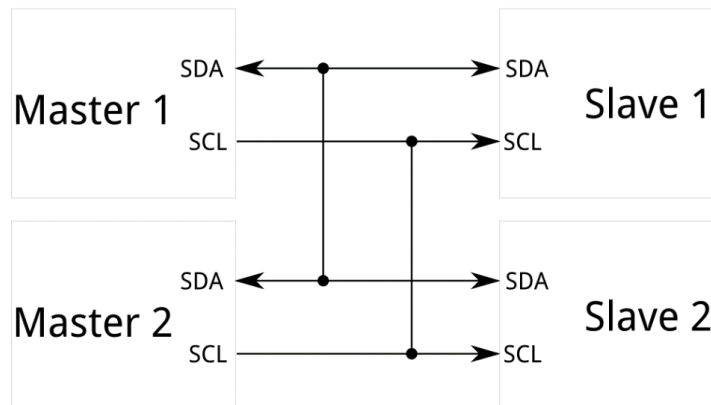 SDA
SDA
Master 1
Slave 1
SCL
SCL
SDA
SDA
Master 2
Slave 2
SCL
SCL